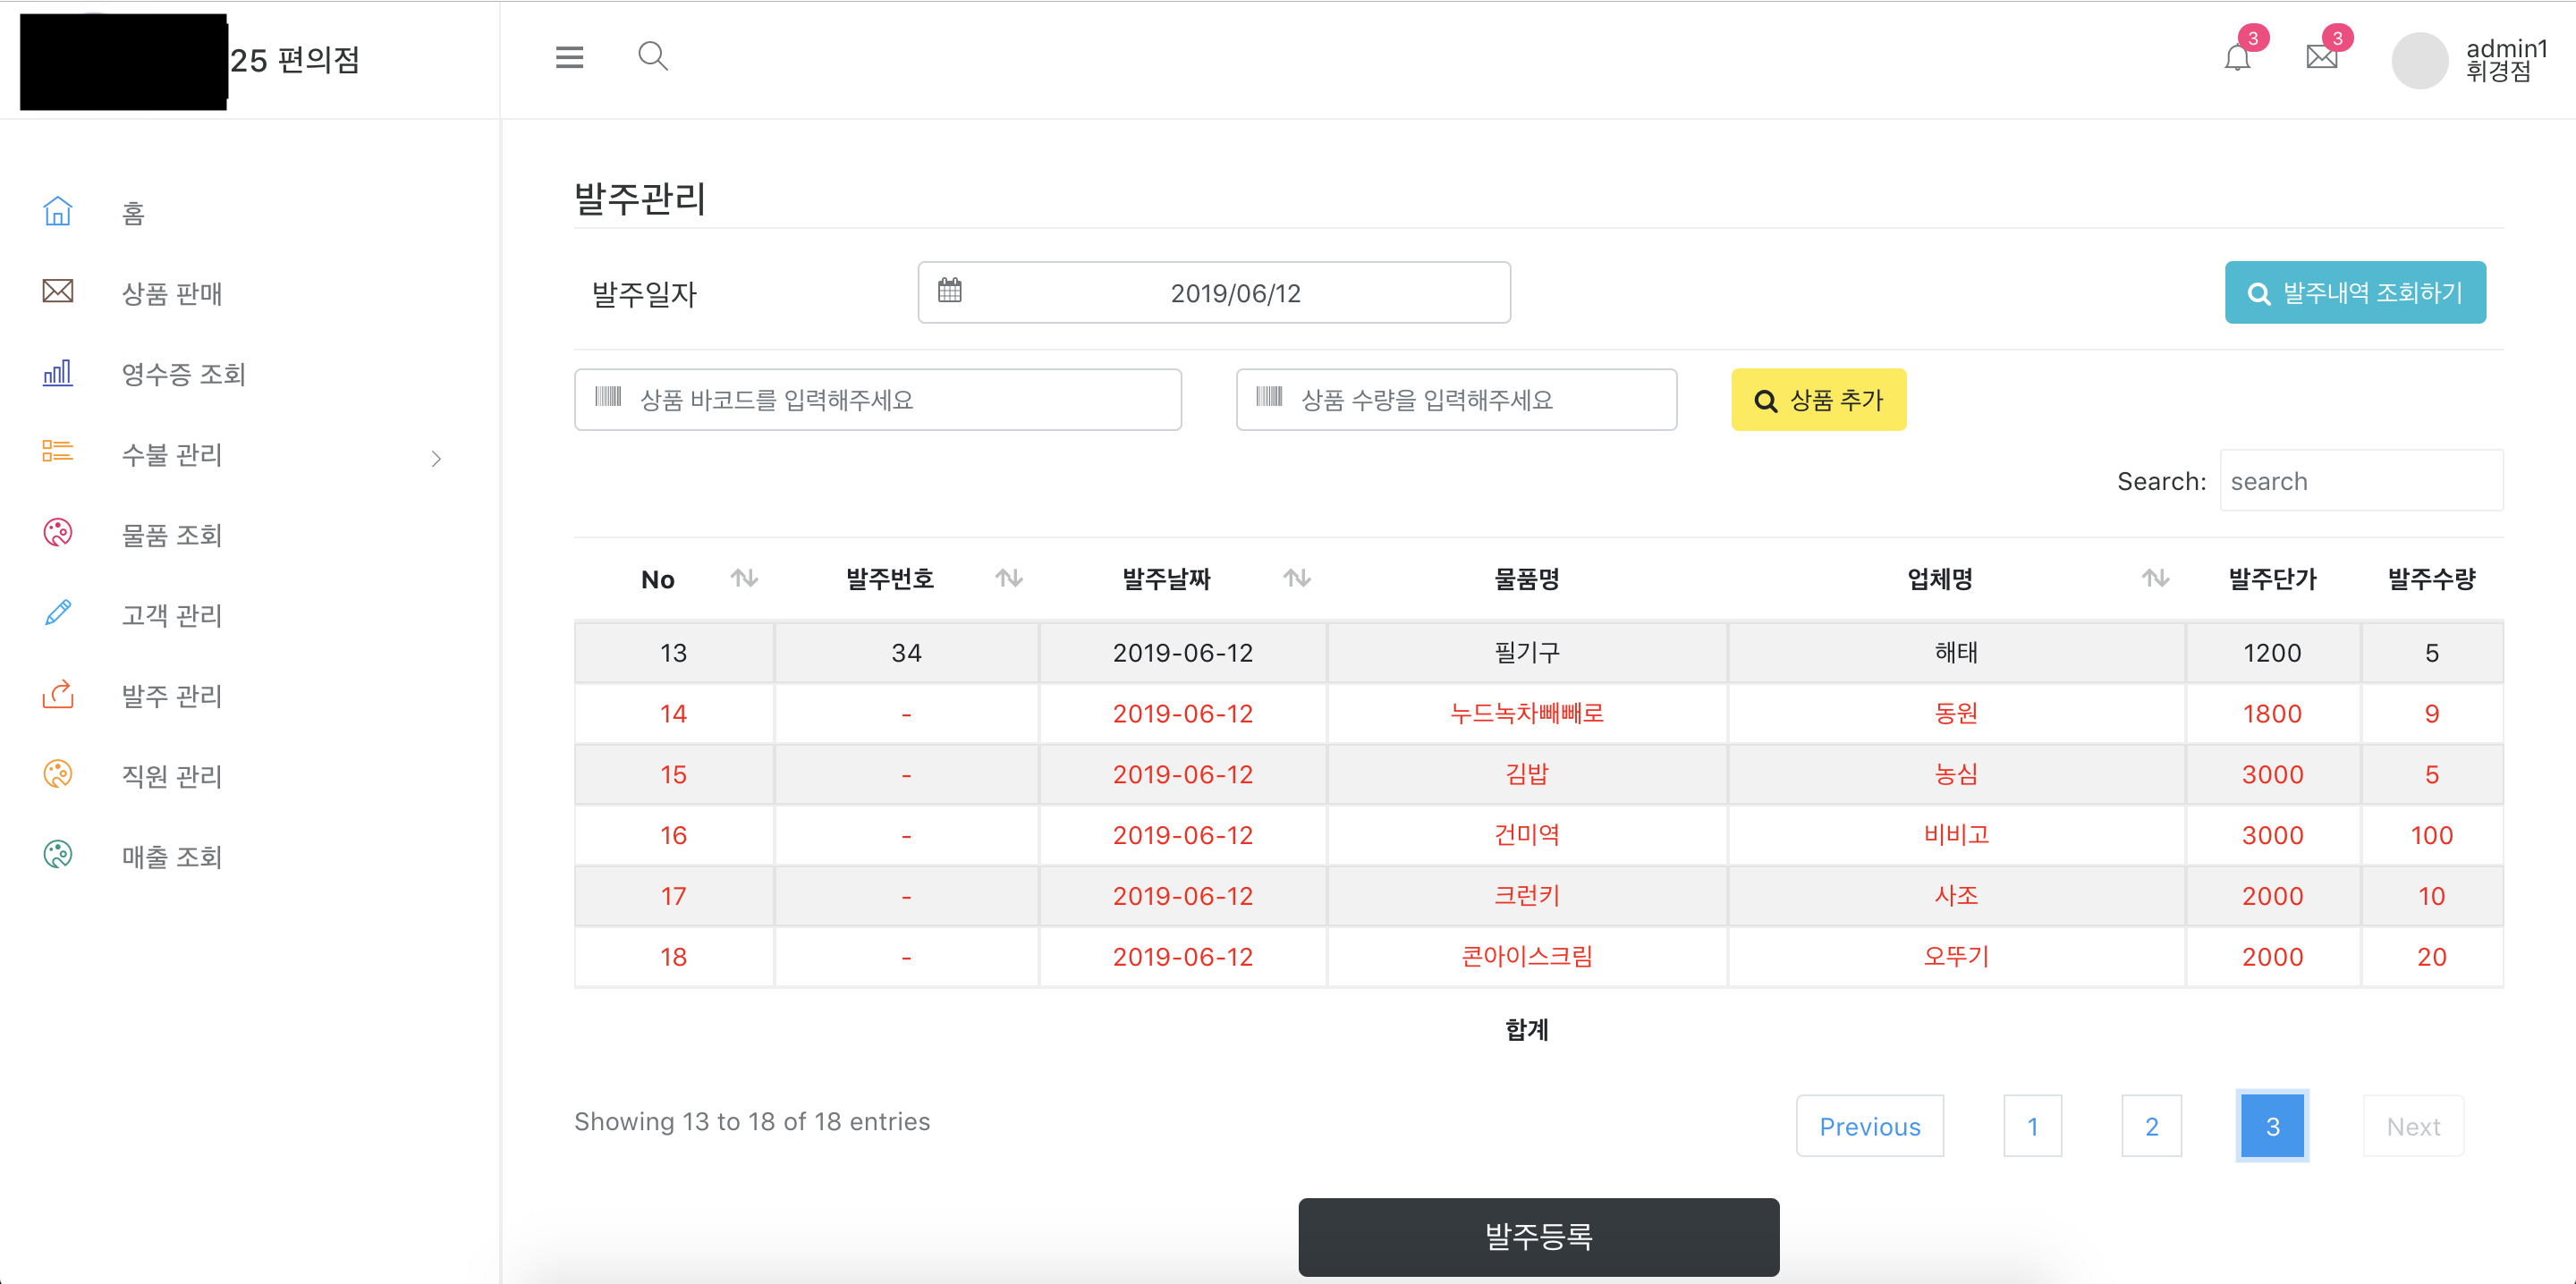 25 편의점
3
3
admin1
휘경점
홈
상품 판매
영수증 조회
수불 관리
물품 조회
고객 관리
발주 관리
직원 관리
매출 조회
발주관리
발주일자
2019/06/12
발주내역 조회하기
상품 바코드를 입력해주세요
상품 수량을 입력해주세요
상품 추가
Search: search
No 발주번호 발주날짜 물품명 업체명 발주단가 발주수량
13 34 2019-06-12 필기구 해태 1200 5
14 - 2019-06-12 누드녹차빼빼로 동원 1800 9
15 - 2019-06-12 김밥 농심 3000 5
16 - 2019-06-12 건미역 비비고 3000 100
17 - 2019-06-12 크런키 사조 2000 10
18 - 2019-06-12 콘아이스크림 오뚜기 2000 20
합계
Showing 13 to 18 of 18 entries
Previous 1 2 3 Next
발주등록